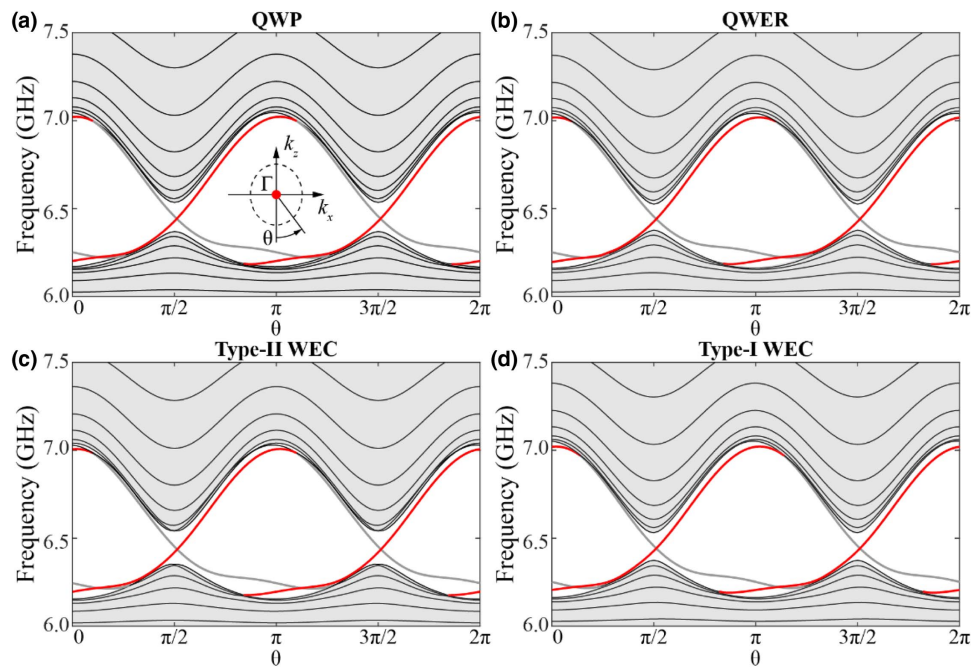 (a) QWP
(b) QWER
7.5
7.0
6.5
6.0
Frequency (GHz)
k_z
Γ
k_x
θ
0 π/2 π 3π/2 2π
θ
0 π/2 π 3π/2 2π
θ
(c) Type-II WEC
(d) Type-I WEC
7.5
7.0
6.5
6.0
Frequency (GHz)
0 π/2 π 3π/2 2π
θ
7.5
7.0
6.5
6.0
Frequency (GHz)
0 π/2 π 3π/2 2π
θ
7.5
7.0
6.5
6.0
Frequency (GHz)